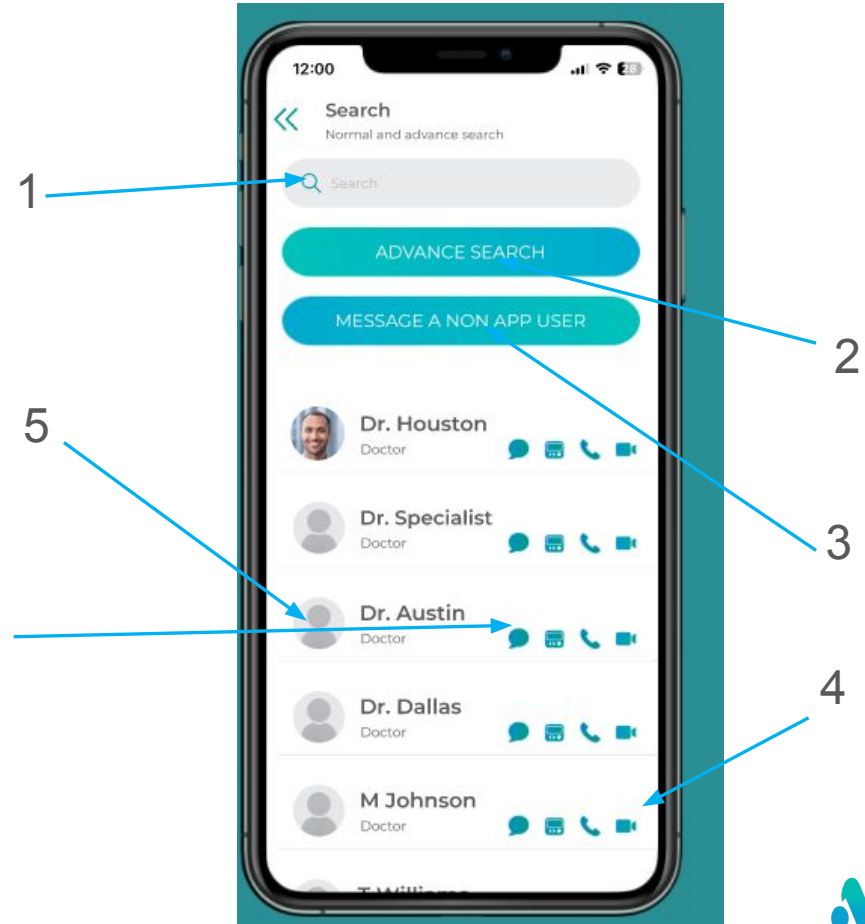 12:00
28
Search
Normal and advance search
1
Search
ADVANCE SEARCH
MESSAGE A NON APP USER
2
5
Dr. Houston
Doctor
Dr. Specialist
Doctor
3
Dr. Austin
Doctor
4
Dr. Dallas
Doctor
M Johnson
Doctor